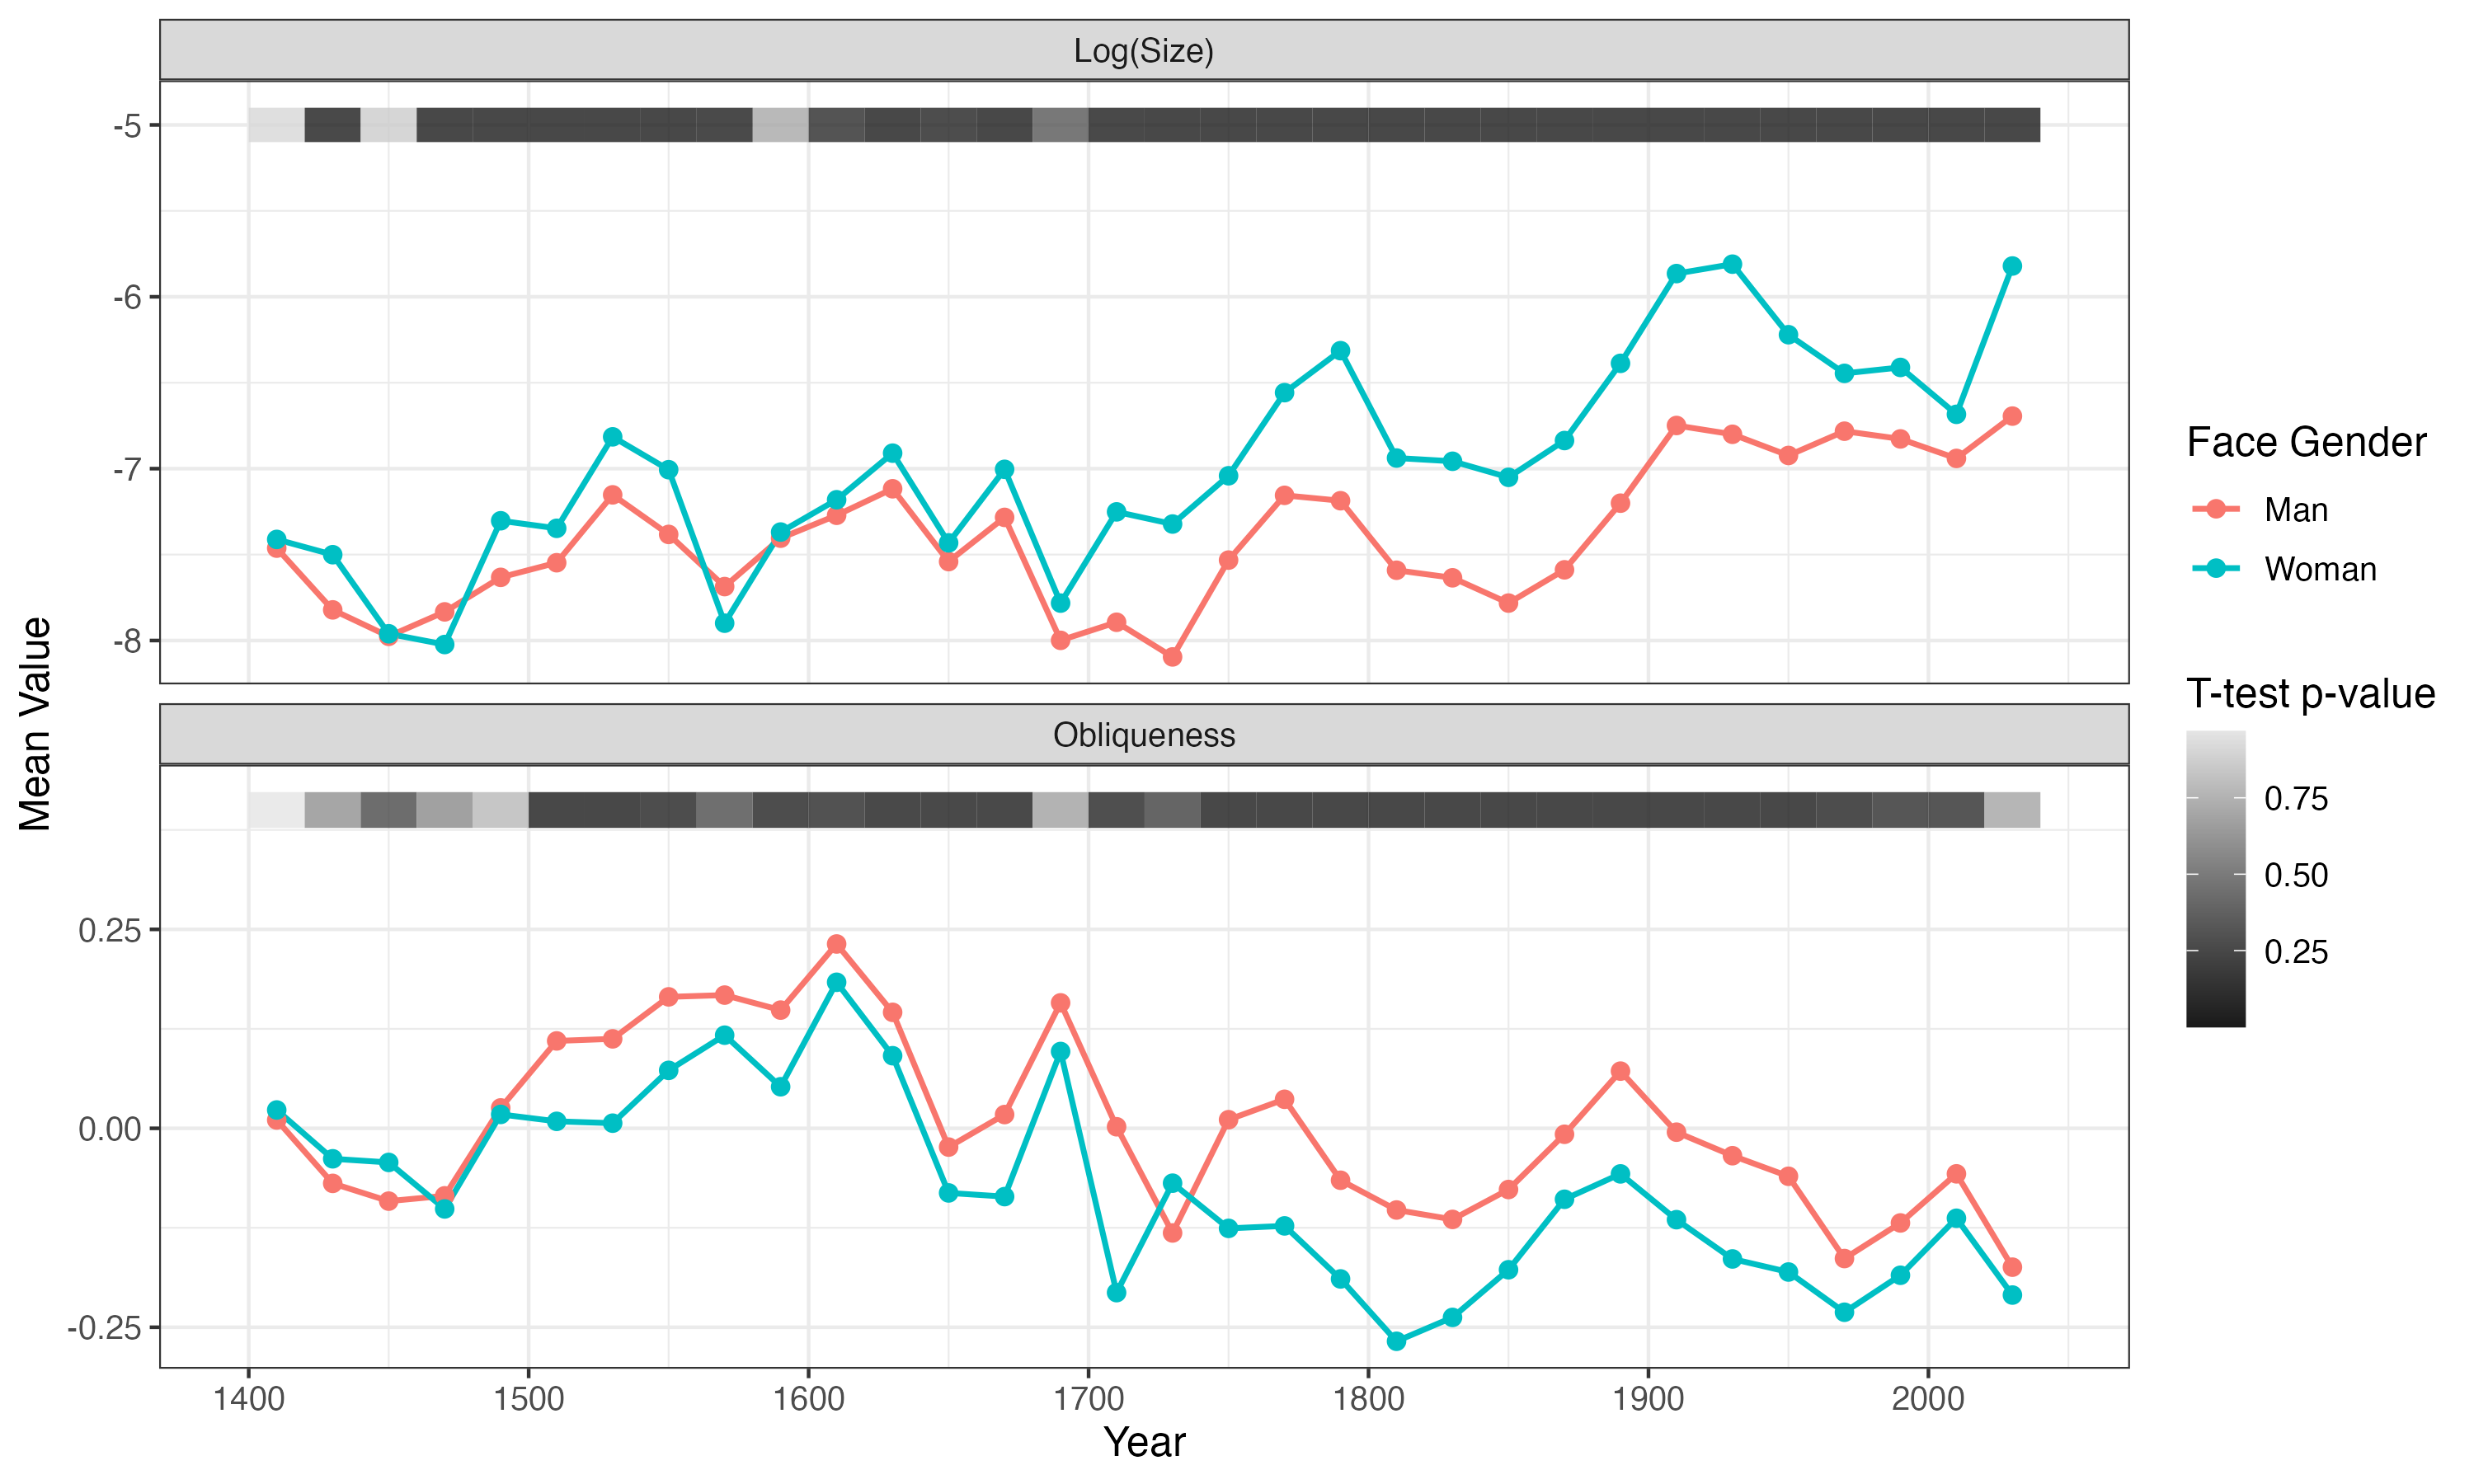 Log(Size)
-5
-6
-7
-8
Obliqueness
0.25
0.00
-0.25
1400 1500 1600 1700 1800 1900 2000
Year
Mean Value
Face Gender
Man
Woman
T-test p-value
0.75
0.50
0.25